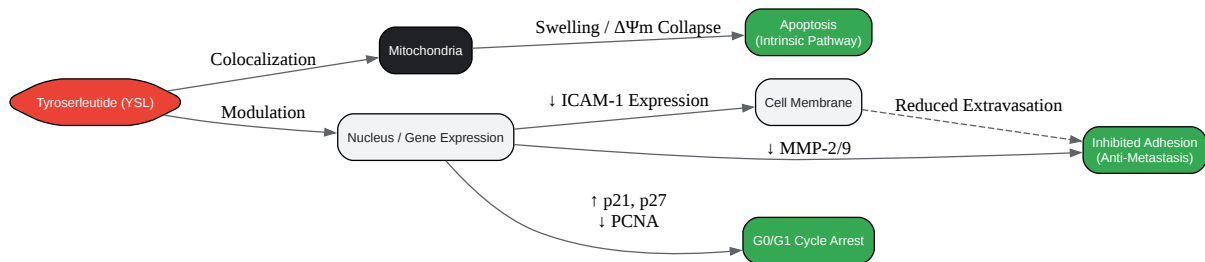 Swelling / ΔΨm Collapse
Apoptosis
(Intrinsic Pathway)
Mitochondria
Colocalization
Tyroserleutide (YSL)
Modulation
↓ ICAM-1 Expression
Cell Membrane
Reduced Extravasation
Nucleus / Gene Expression
↓ MMP-2/9
Inhibited Adhesion
(Anti-Metastasis)
↑ p21, p27
↓ PCNA
G0/G1 Cycle Arrest